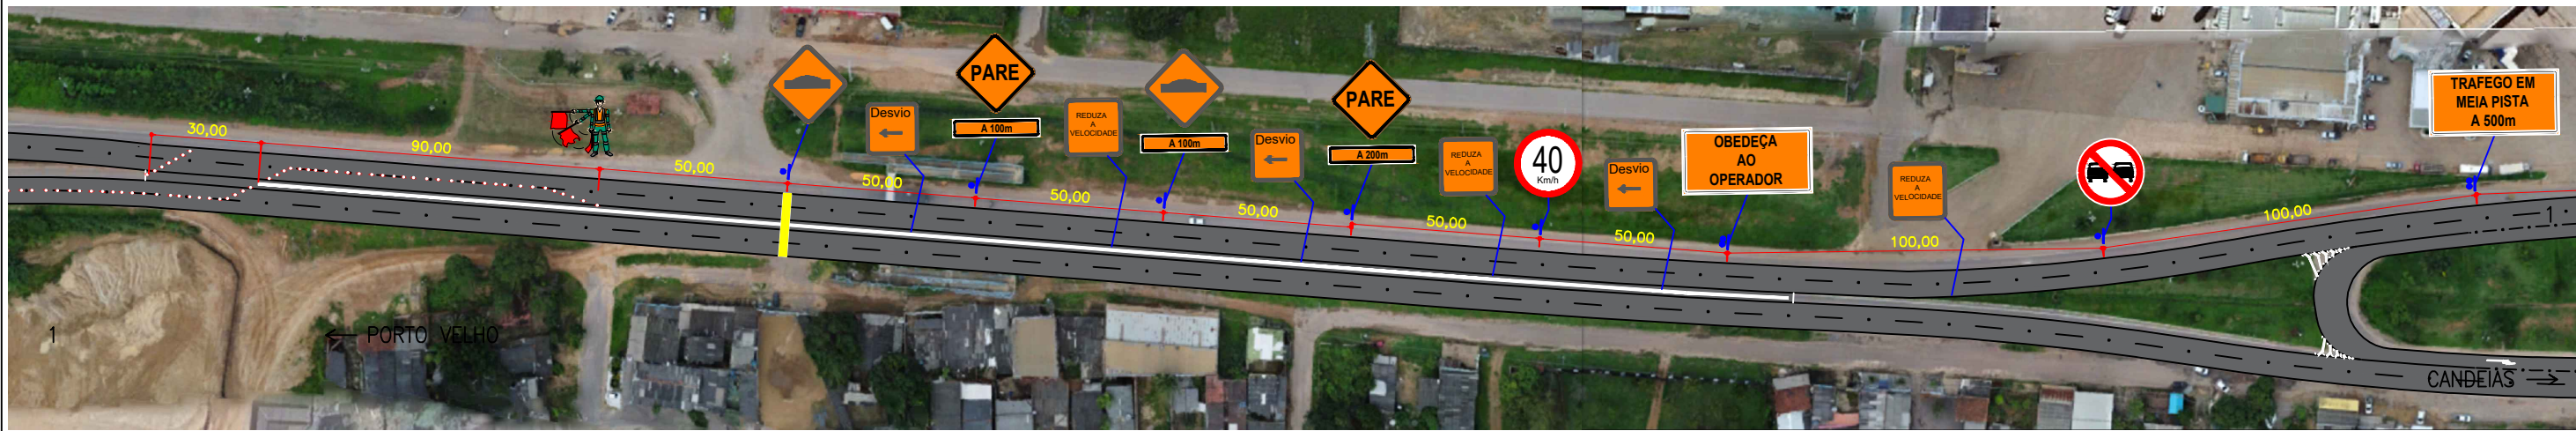 TRAFEGO EM
MEIA PISTA
A 500m
PARE
A 100m
Desvio
REDUZA
A
VELOCIDADE
A 100m
Desvio
PARE
A 200m
REDUZA
A
VELOCIDADE
40
Km/h
Desvio
OBEDEÇA
AO
OPERADOR
REDUZA
A
VELOCIDADE
30,00
90,00
50,00
50,00
50,00
50,00
50,00
50,00
100,00
100,00
1
1
← PORTO VELHO
CANDEIAS →